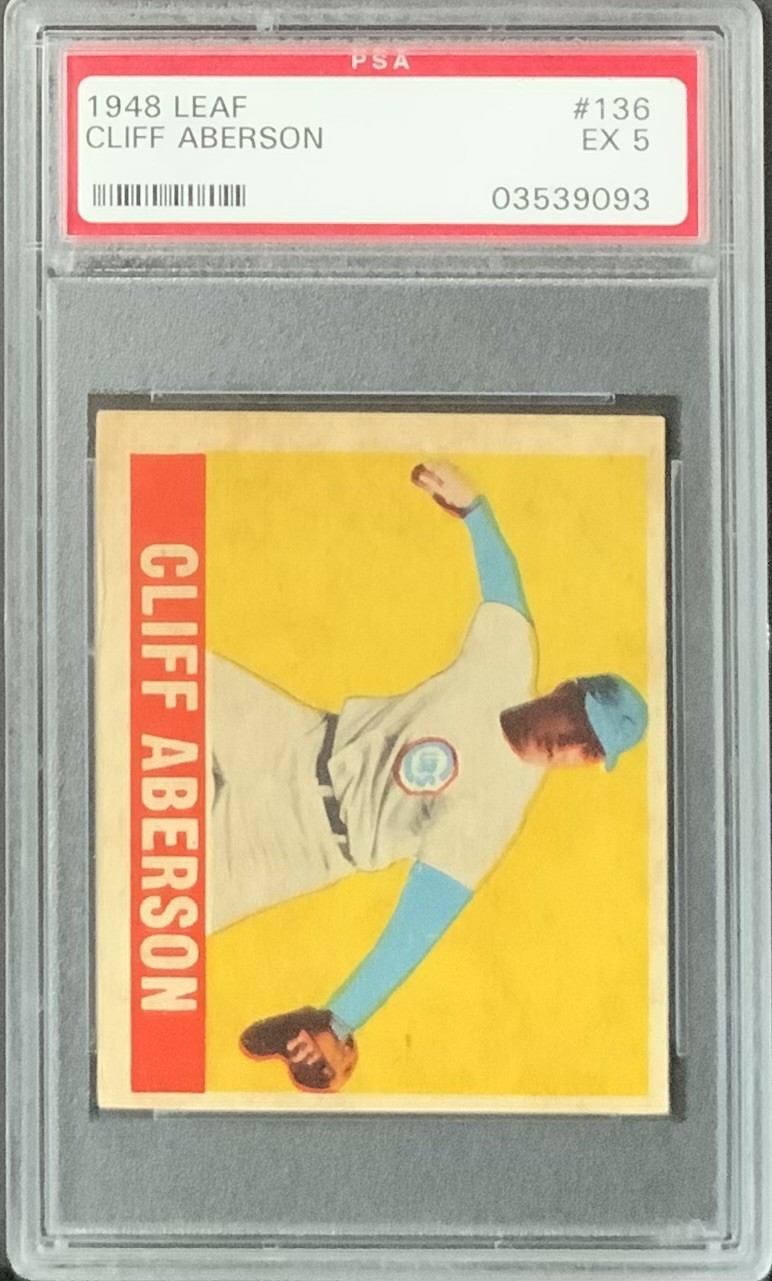 PSA
1948 LEAF #136
CLIFF ABERSON EX 5
03539093
CLIFF ABERSON